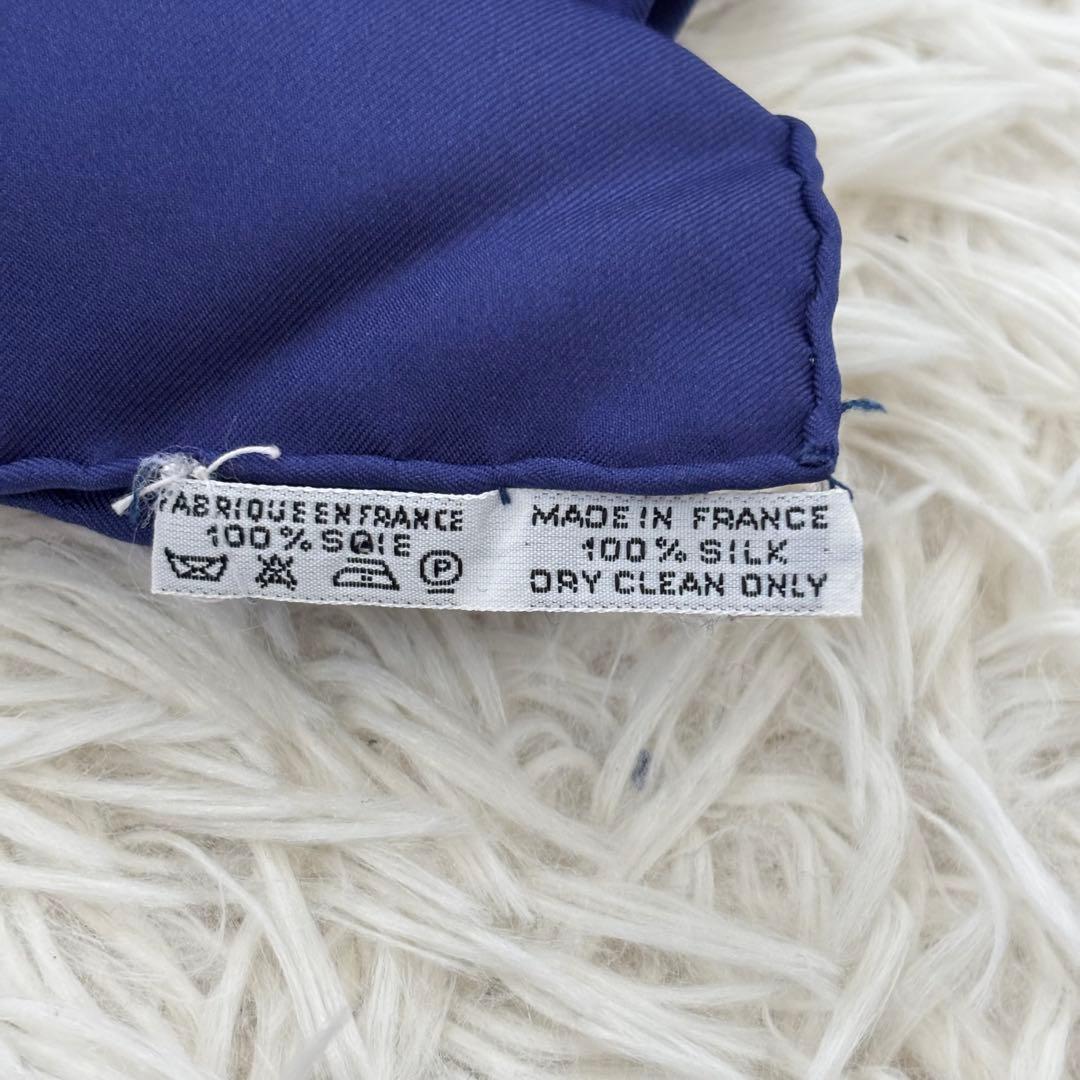 FABRIQUE EN FRANCE
100% SOIE
P
MADE IN FRANCE
100% SILK
DRY CLEAN ONLY